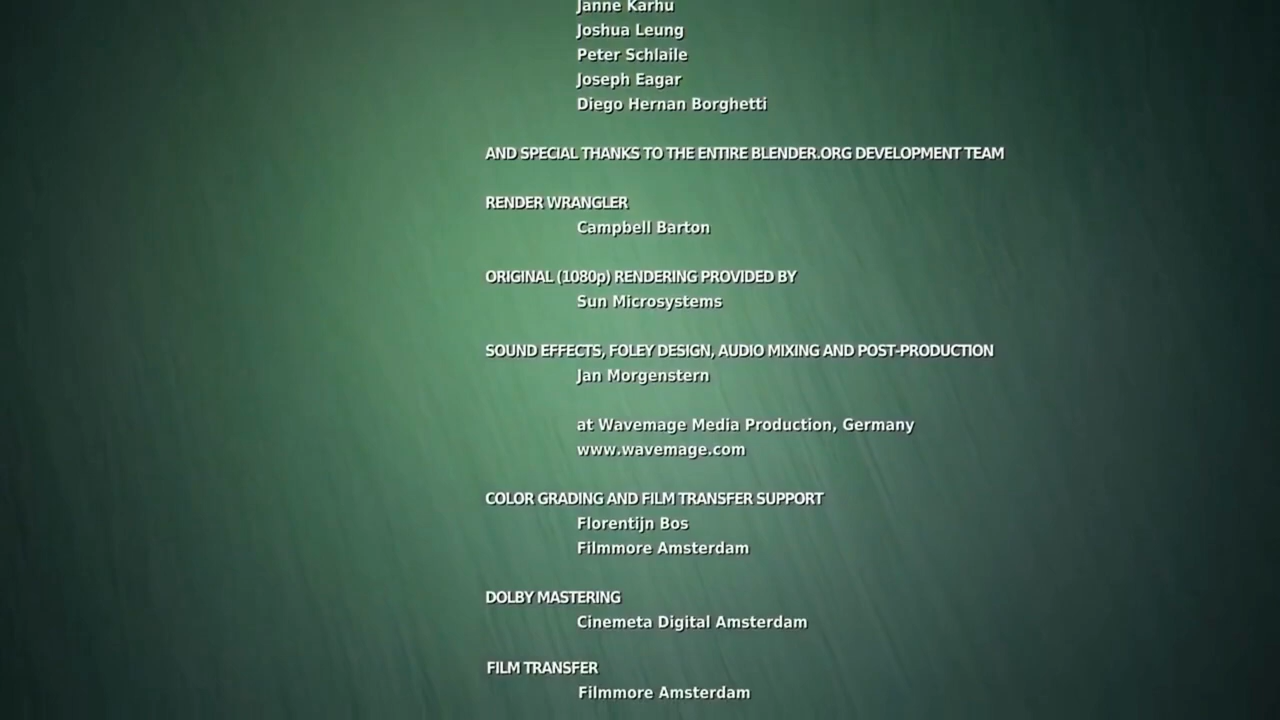 Janne Karhu
Joshua Leung
Peter Schlaile
Joseph Eagar
Diego Hernan Borghetti
AND SPECIAL THANKS TO THE ENTIRE BLENDER.ORG DEVELOPMENT TEAM
RENDER WRANGLER
Campbell Barton
ORIGINAL (1080p) RENDERING PROVIDED BY
Sun Microsystems
SOUND EFFECTS, FOLEY DESIGN, AUDIO MIXING AND POST-PRODUCTION
Jan Morgenstern
at Wavemage Media Production, Germany
www.wavemage.com
COLOR GRADING AND FILM TRANSFER SUPPORT
Florentijn Bos
Filmmore Amsterdam
DOLBY MASTERING
Cinemeta Digital Amsterdam
FILM TRANSFER
Filmmore Amsterdam